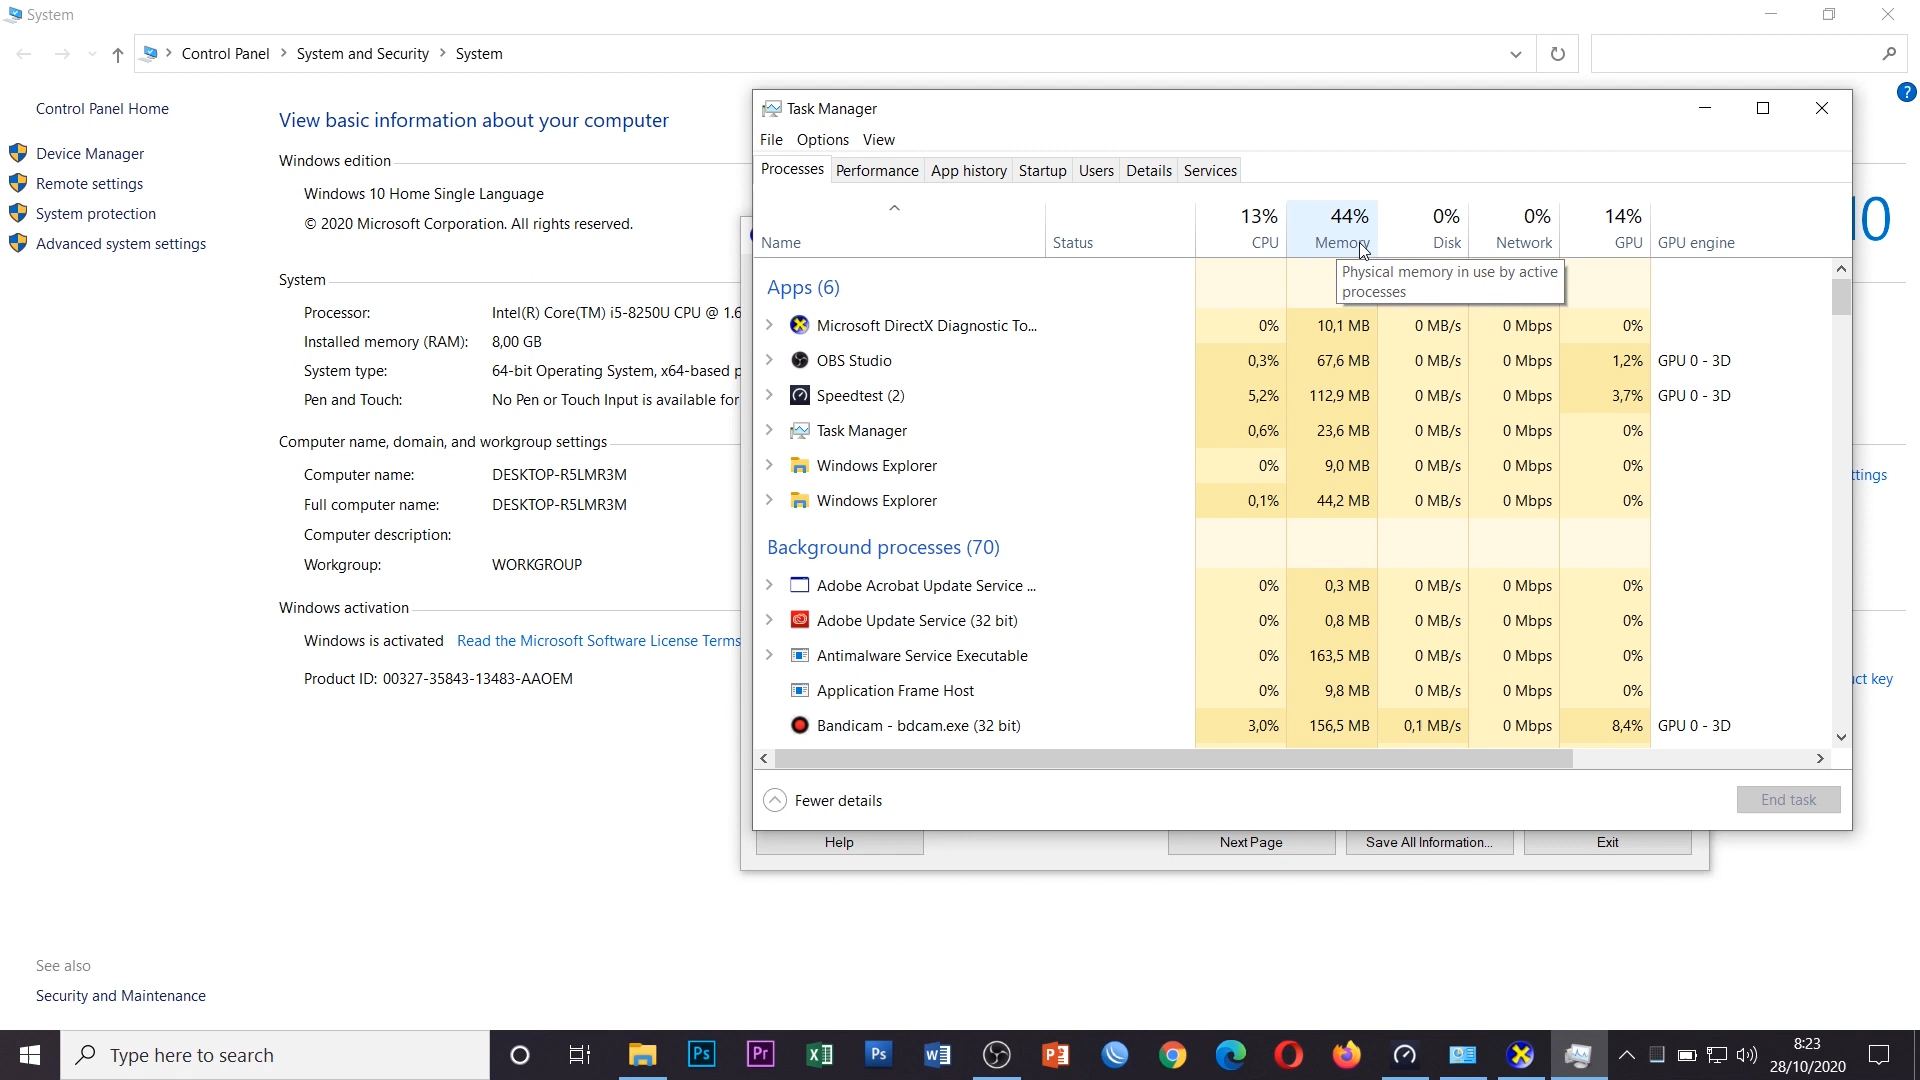 System
Control Panel > System and Security > System
Control Panel Home
Device Manager
Remote settings
System protection
Advanced system settings
View basic information about your computer
Windows edition
Windows 10 Home Single Language
© 2020 Microsoft Corporation. All rights reserved.
System
Processor: Intel(R) Core(TM) i5-8250U CPU @ 1.6
Installed memory (RAM): 8,00 GB
System type: 64-bit Operating System, x64-based p
Pen and Touch: No Pen or Touch Input is available for
Computer name, domain, and workgroup settings
Computer name: DESKTOP-R5LMR3M
Full computer name: DESKTOP-R5LMR3M
Computer description:
Workgroup: WORKGROUP
Windows activation
Windows is activated Read the Microsoft Software License Terms
Product ID: 00327-35843-13483-AAOEM
See also
Security and Maintenance
?
10
ttings
uct key
Task Manager
File Options View
Processes Performance App history Startup Users Details Services
13% 44% 0% 0% 14%
Name Status CPU Memory Disk Network GPU GPU engine
Physical memory in use by active
processes
Apps (6)
Microsoft DirectX Diagnostic To... 0% 10,1 MB 0 MB/s 0 Mbps 0%
OBS Studio 0,3% 67,6 MB 0 MB/s 0 Mbps 1,2% GPU 0 - 3D
Speedtest (2) 5,2% 112,9 MB 0 MB/s 0 Mbps 3,7% GPU 0 - 3D
Task Manager 0,6% 23,6 MB 0 MB/s 0 Mbps 0%
Windows Explorer 0% 9,0 MB 0 MB/s 0 Mbps 0%
Windows Explorer 0,1% 44,2 MB 0 MB/s 0 Mbps 0%
Background processes (70)
Adobe Acrobat Update Service ... 0% 0,3 MB 0 MB/s 0 Mbps 0%
Adobe Update Service (32 bit) 0% 0,8 MB 0 MB/s 0 Mbps 0%
Antimalware Service Executable 0% 163,5 MB 0 MB/s 0 Mbps 0%
Application Frame Host 0% 9,8 MB 0 MB/s 0 Mbps 0%
Bandicam - bdcam.exe (32 bit) 3,0% 156,5 MB 0,1 MB/s 0 Mbps 8,4% GPU 0 - 3D
Fewer details End task
Help Next Page Save All Information... Exit
Type here to search Ps Pr X Ps W P 8:23
28/10/2020